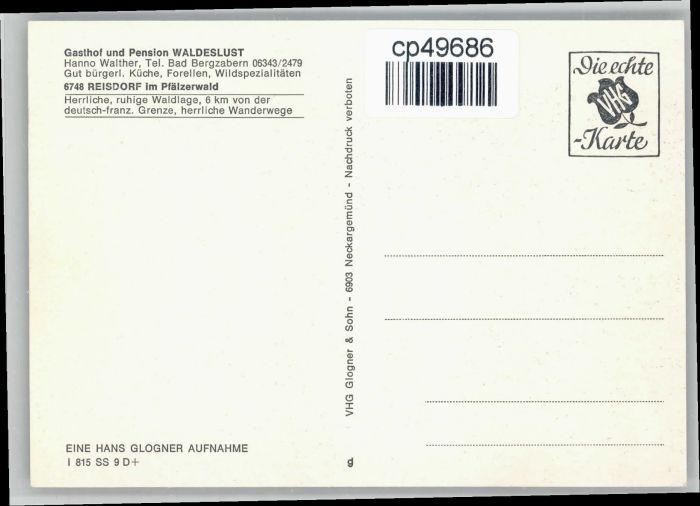 Gasthof und Pension WALDESLUST
Hanno Walther, Tel. Bad Bergzabern 06343/2479
Gut bürgerl. Küche, Forellen, Wildspezialitäten
6748 REISDORF im Pfälzerwald
Herrliche, ruhige Waldlage, 6 km von der
deutsch-franz. Grenze, herrliche Wanderwege
EINE HANS GLOGNER AUFNAHME
I 815 SS 9 D+
VHG Glogner & Sohn - 6903 Neckargemünd - Nachdruck verboten
g
cp49686
Die echte
VHG
-Karte